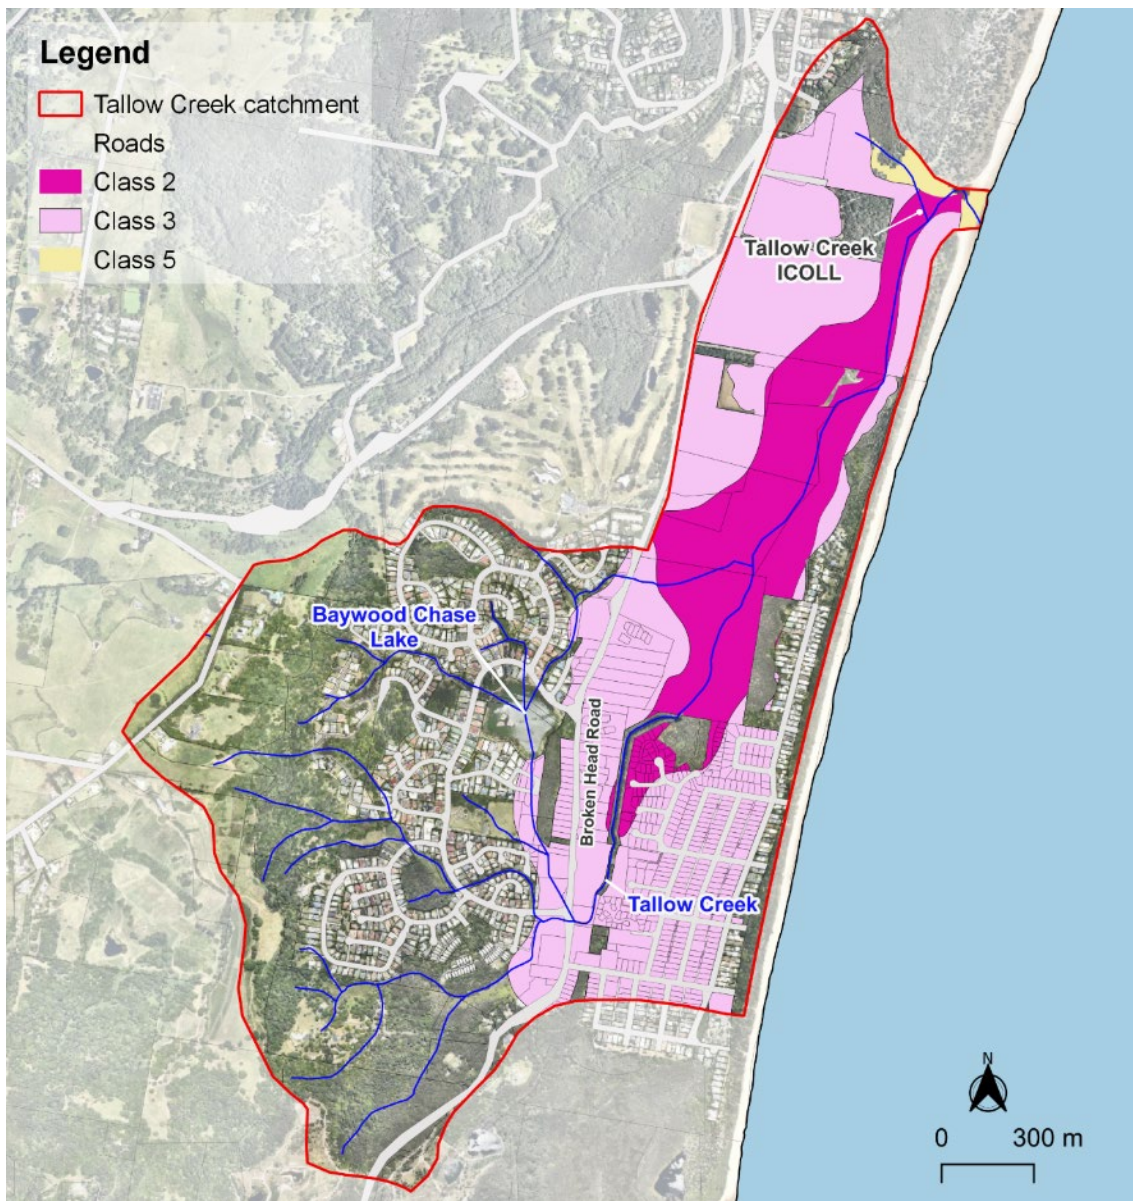 Legend
Tallow Creek catchment
Roads
Class 2
Class 3
Class 5
Tallow Creek
ICOLL
Baywood Chase
Lake
Broken Head Road
Tallow Creek
N
0 300 m